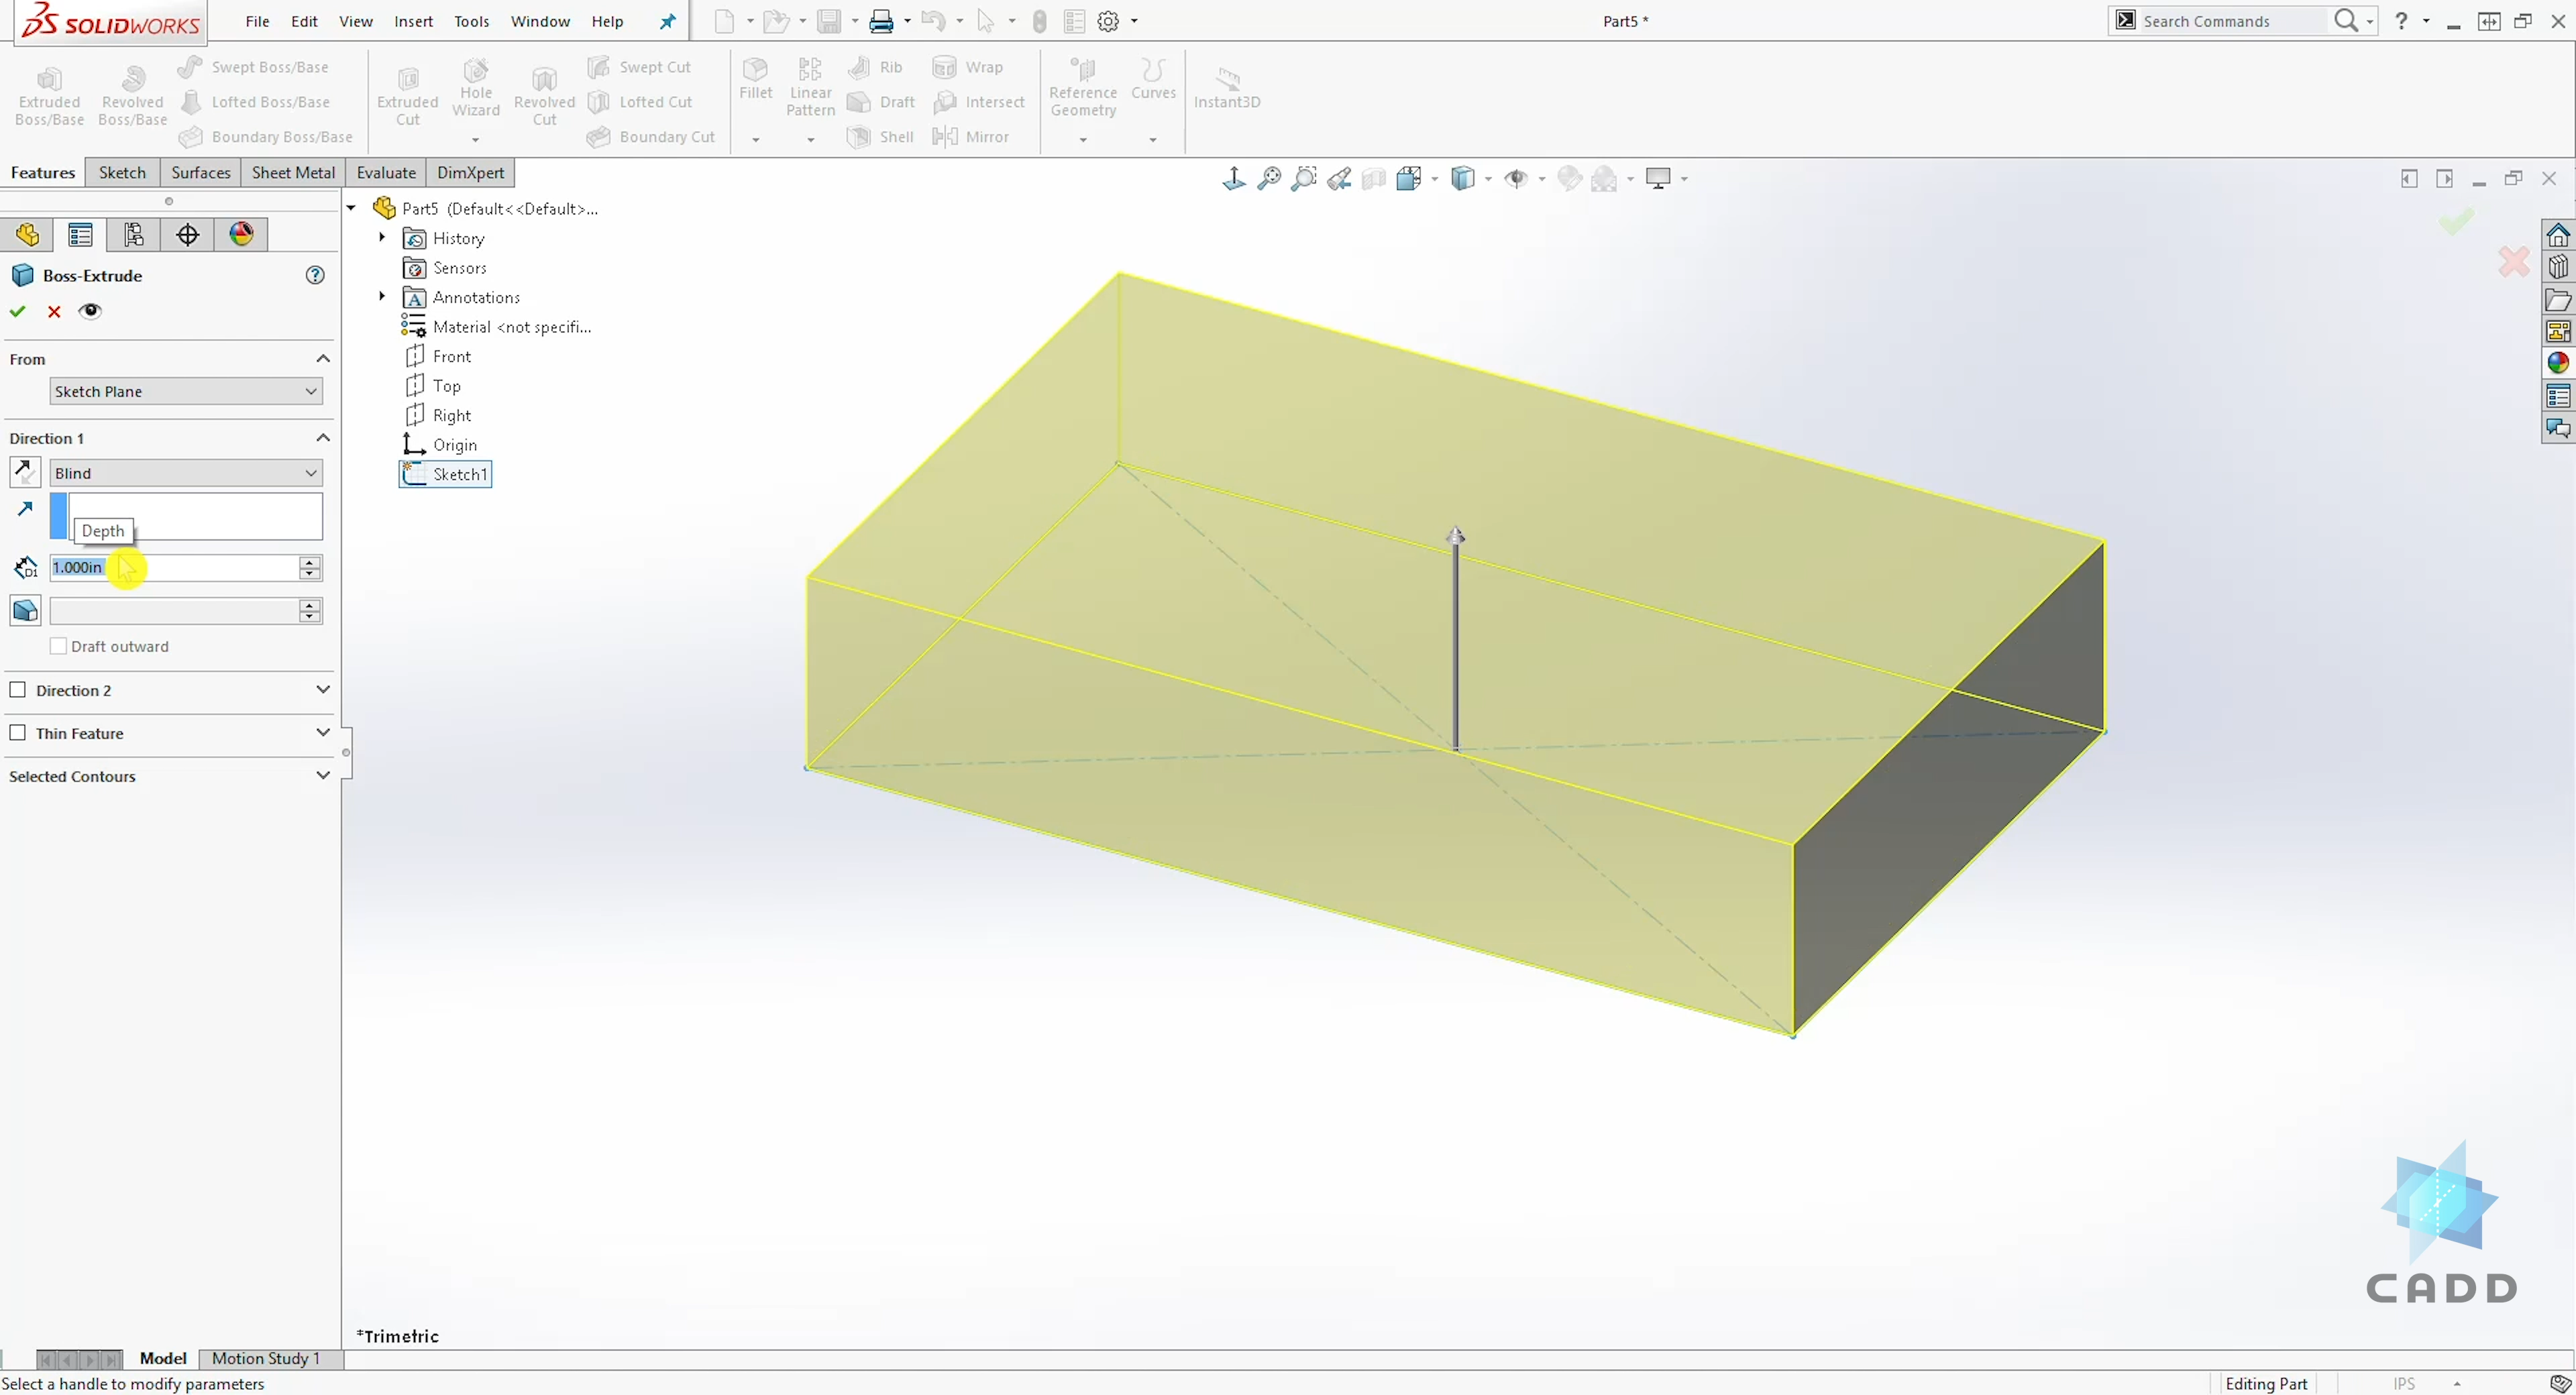 SOLIDWORKS File Edit View Insert Tools Window Help Part5 * Search Commands ?
Extruded Boss/Base
Revolved Boss/Base
Swept Boss/Base
Lofted Boss/Base
Boundary Boss/Base
Extruded Cut
Hole Wizard
Revolved Cut
Swept Cut
Lofted Cut
Boundary Cut
Fillet
Linear Pattern
Rib
Draft
Shell
Wrap
Intersect
Mirror
Reference Geometry
Curves
Instant3D
Features Sketch Surfaces Sheet Metal Evaluate DimXpert
Boss-Extrude ?
From
Sketch Plane
Direction 1
Blind
Depth
D1 1.000in
Draft outward
Direction 2
Thin Feature
Selected Contours
Part5 (Default<<Default>...
History
Sensors
A Annotations
Material <not specifi...
Front
Top
Right
Origin
Sketch1
CADD
*Trimetric
Model Motion Study 1
Select a handle to modify parameters Editing Part IPS